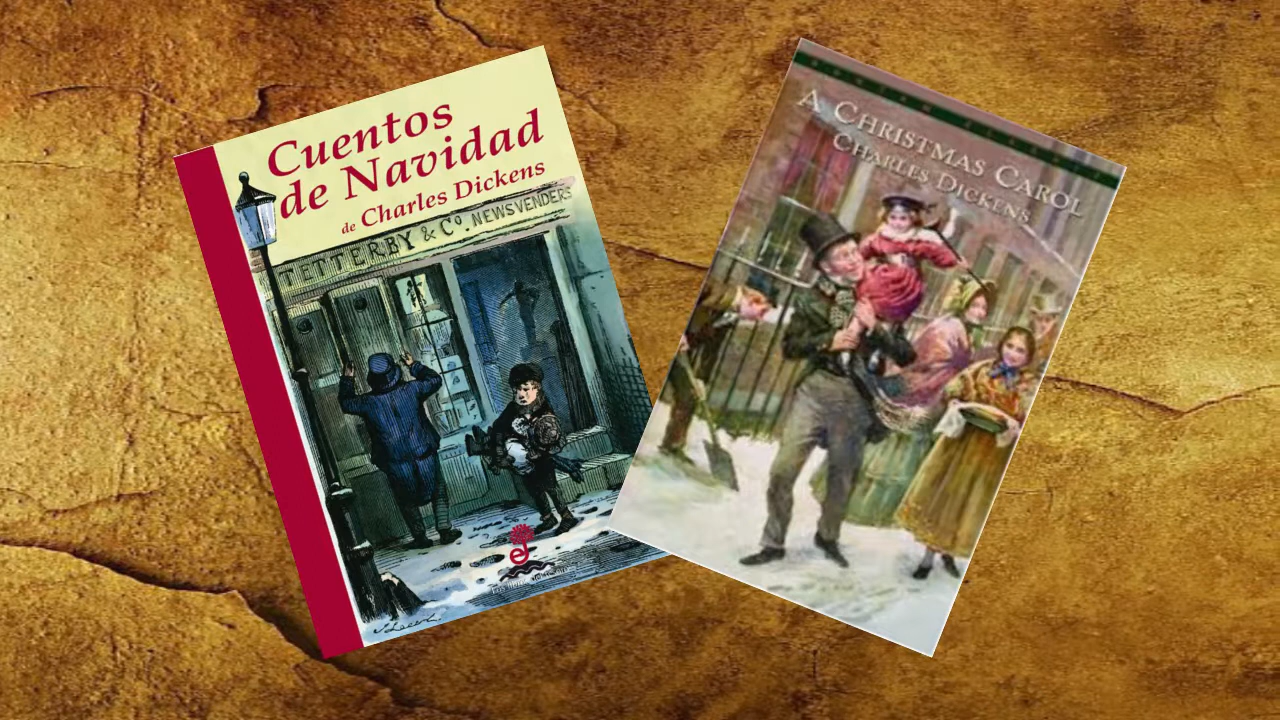 Cuentos
de Navidad
de Charles Dickens
TETTERBY & Co. NEWSVENDERS
A CHRISTMAS CAROL
CHARLES DICKENS